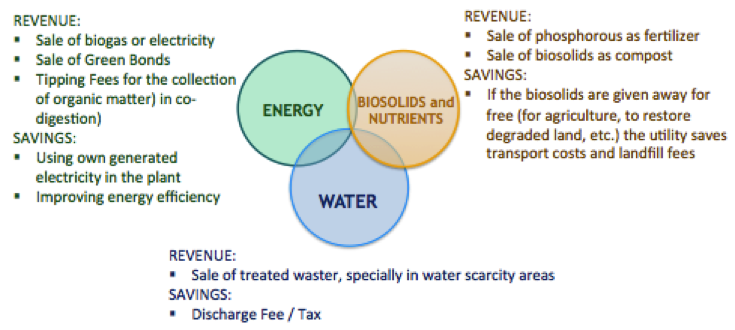 REVENUE:
▪ Sale of biogas or electricity
▪ Sale of Green Bonds
▪ Tipping Fees for the collection
of organic matter) in co-
digestion)
SAVINGS:
▪ Using own generated
electricity in the plant
▪ Improving energy efficiency
REVENUE:
▪ Sale of phosphorous as fertilizer
▪ Sale of biosolids as compost
SAVINGS:
▪ If the biosolids are given away for
free (for agriculture, to restore
degraded land, etc.) the utility saves
transport costs and landfill fees
ENERGY
BIOSOLIDS and
NUTRIENTS
WATER
REVENUE:
▪ Sale of treated waster, specially in water scarcity areas
SAVINGS:
▪ Discharge Fee / Tax